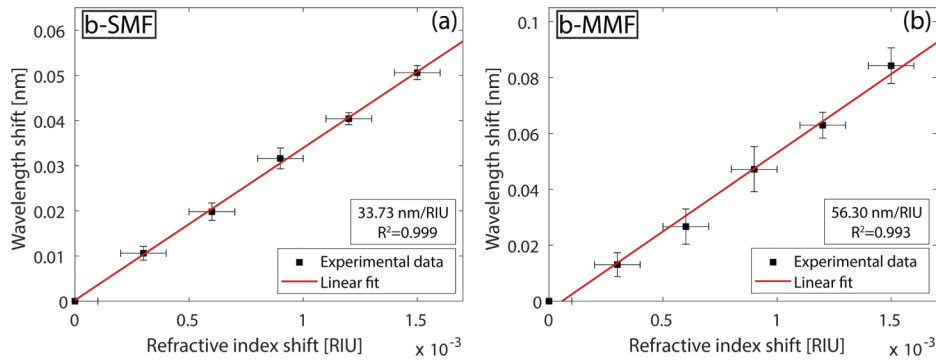 b-SMF
(a)
0.06
0.05
0.04
0.03
0.02
0.01
0
Wavelength shift [nm]
33.73 nm/RIU
R²=0.999
Experimental data
Linear fit
0
0.5
1
1.5
x 10⁻³
Refractive index shift [RIU]
b-MMF
(b)
0.1
0.08
0.06
0.04
0.02
0
Wavelength shift [nm]
56.30 nm/RIU
R²=0.993
Experimental data
Linear fit
0
0.5
1
1.5
x 10⁻³
Refractive index shift [RIU]